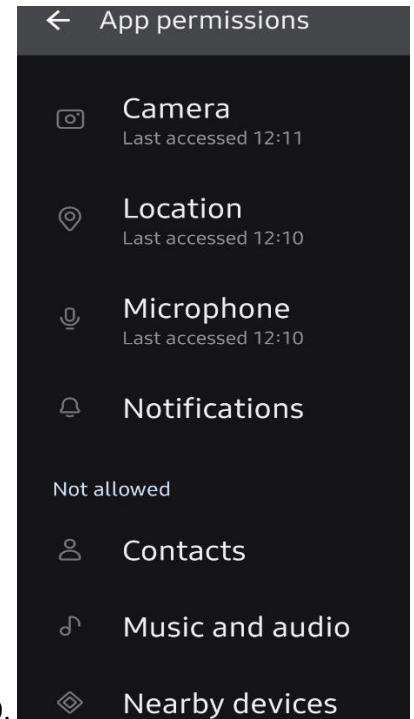 App permissions
Camera
Last accessed 12:11
Location
Last accessed 12:10
Microphone
Last accessed 12:10
Notifications
Not allowed
Contacts
Music and audio
Nearby devices